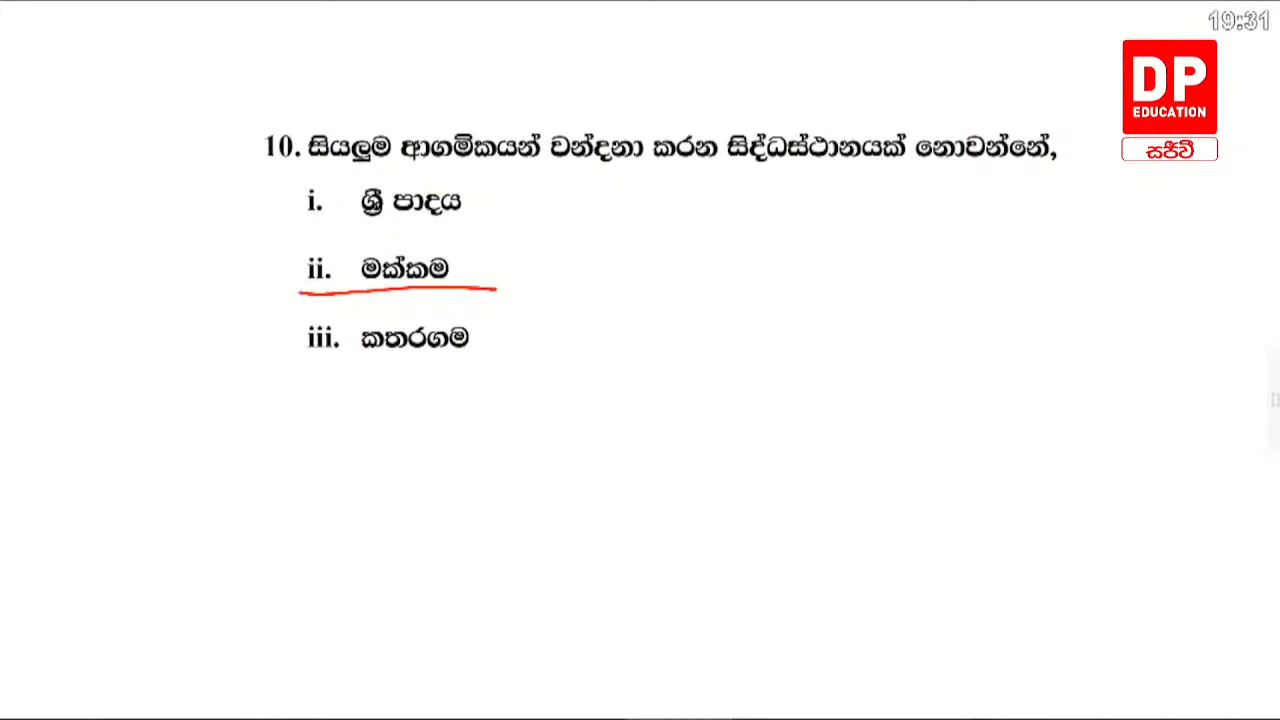 19:31
DP
EDUCATION
සජීවී
10. සියලුම ආගමිකයන් වන්දනා කරන සිද්ධස්ථානයක් නොවන්නේ,
i. ශ්‍රී පාදය
ii. මක්කම
iii. කතරගම